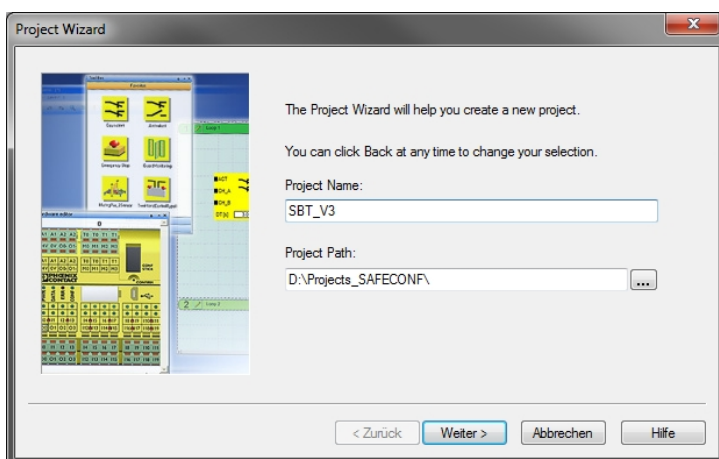 Project Wizard
The Project Wizard will help you create a new project.
You can click Back at any time to change your selection.
Project Name:
SBT_V3
Project Path:
D:\Projects_SAFECONF\
...
< Zurück
Weiter >
Abbrechen
Hilfe